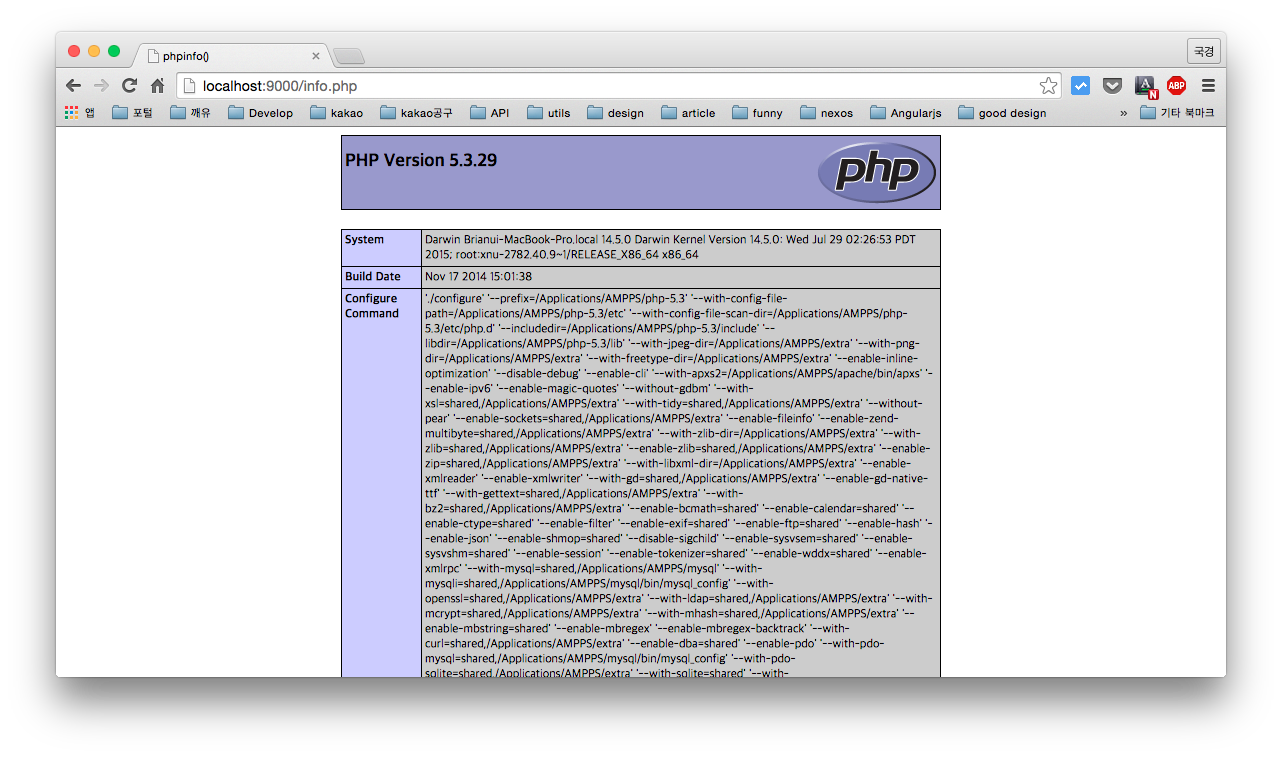 phpinfo()
국경
localhost:9000/info.php
ABP
N
앱 포털 깨유 Develop kakao kakao공구 API utils design article funny nexos Angularjs good design » 기타 북마크
PHP Version 5.3.29
php
System
Darwin Brianui-MacBook-Pro.local 14.5.0 Darwin Kernel Version 14.5.0: Wed Jul 29 02:26:53 PDT
2015; root:xnu-2782.40.9~1/RELEASE_X86_64 x86_64
Build Date
Nov 17 2014 15:01:38
Configure
Command
'./configure' '--prefix=/Applications/AMPPS/php-5.3' '--with-config-file-
path=/Applications/AMPPS/php-5.3/etc' '--with-config-file-scan-dir=/Applications/AMPPS/php-
5.3/etc/php.d' '--includedir=/Applications/AMPPS/php-5.3/include' '--
libdir=/Applications/AMPPS/php-5.3/lib' '--with-jpeg-dir=/Applications/AMPPS/extra' '--with-png-
dir=/Applications/AMPPS/extra' '--with-freetype-dir=/Applications/AMPPS/extra' '--enable-inline-
optimization' '--disable-debug' '--enable-cli' '--with-apxs2=/Applications/AMPPS/apache/bin/apxs' '-
-enable-ipv6' '--enable-magic-quotes' '--without-gdbm' '--with-
xsl=shared,/Applications/AMPPS/extra' '--with-tidy=shared,/Applications/AMPPS/extra' '--without-
pear' '--enable-sockets=shared,/Applications/AMPPS/extra' '--enable-fileinfo' '--enable-zend-
multibyte=shared,/Applications/AMPPS/extra' '--with-zlib-dir=/Applications/AMPPS/extra' '--with-
zlib=shared,/Applications/AMPPS/extra' '--enable-zlib=shared,/Applications/AMPPS/extra' '--enable-
zip=shared,/Applications/AMPPS/extra' '--with-libxml-dir=/Applications/AMPPS/extra' '--enable-
xmlreader' '--enable-xmlwriter' '--with-gd=shared,/Applications/AMPPS/extra' '--enable-gd-native-
ttf' '--with-gettext=shared,/Applications/AMPPS/extra' '--with-
bz2=shared,/Applications/AMPPS/extra' '--enable-bcmath=shared' '--enable-calendar=shared' '--
enable-ctype=shared' '--enable-filter' '--enable-exif=shared' '--enable-ftp=shared' '--enable-hash' '-
-enable-json' '--enable-shmop=shared' '--disable-sigchild' '--enable-sysvsem=shared' '--enable-
sysvshm=shared' '--enable-session' '--enable-tokenizer=shared' '--enable-wddx=shared' '--enable-
xmlrpc' '--with-mysql=shared,/Applications/AMPPS/mysql' '--with-
mysqli=shared,/Applications/AMPPS/mysql/bin/mysql_config' '--with-
openssl=shared,/Applications/AMPPS/extra' '--with-ldap=shared,/Applications/AMPPS/extra' '--with-
mcrypt=shared,/Applications/AMPPS/extra' '--with-mhash=shared,/Applications/AMPPS/extra' '--
enable-mbstring=shared' '--enable-mbregex' '--enable-mbregex-backtrack' '--with-
curl=shared,/Applications/AMPPS/extra' '--enable-dba=shared' '--enable-pdo' '--with-pdo-
mysql=shared,/Applications/AMPPS/mysql/bin/mysql_config' '--with-pdo-
sqlite=shared,/Applications/AMPPS/extra' '--with-sqlite=shared' '--with-